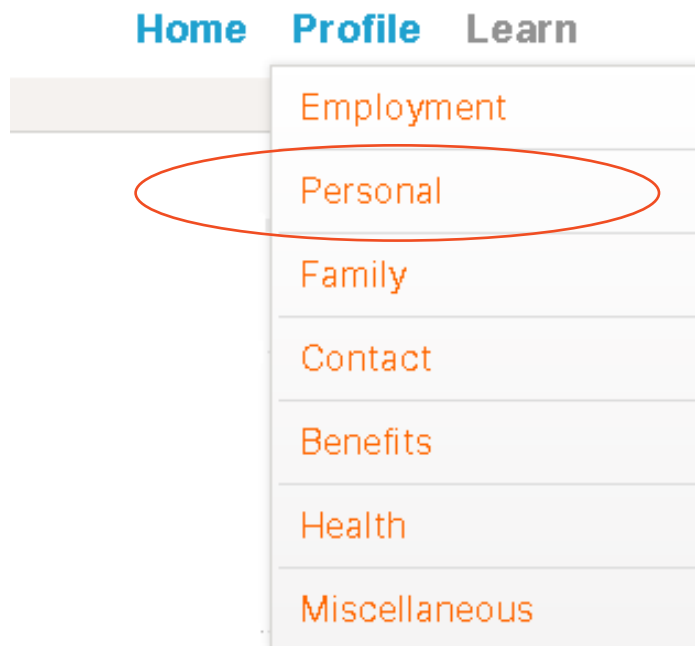 Home Profile Learn
Employment
Personal
Family
Contact
Benefits
Health
Miscellaneous